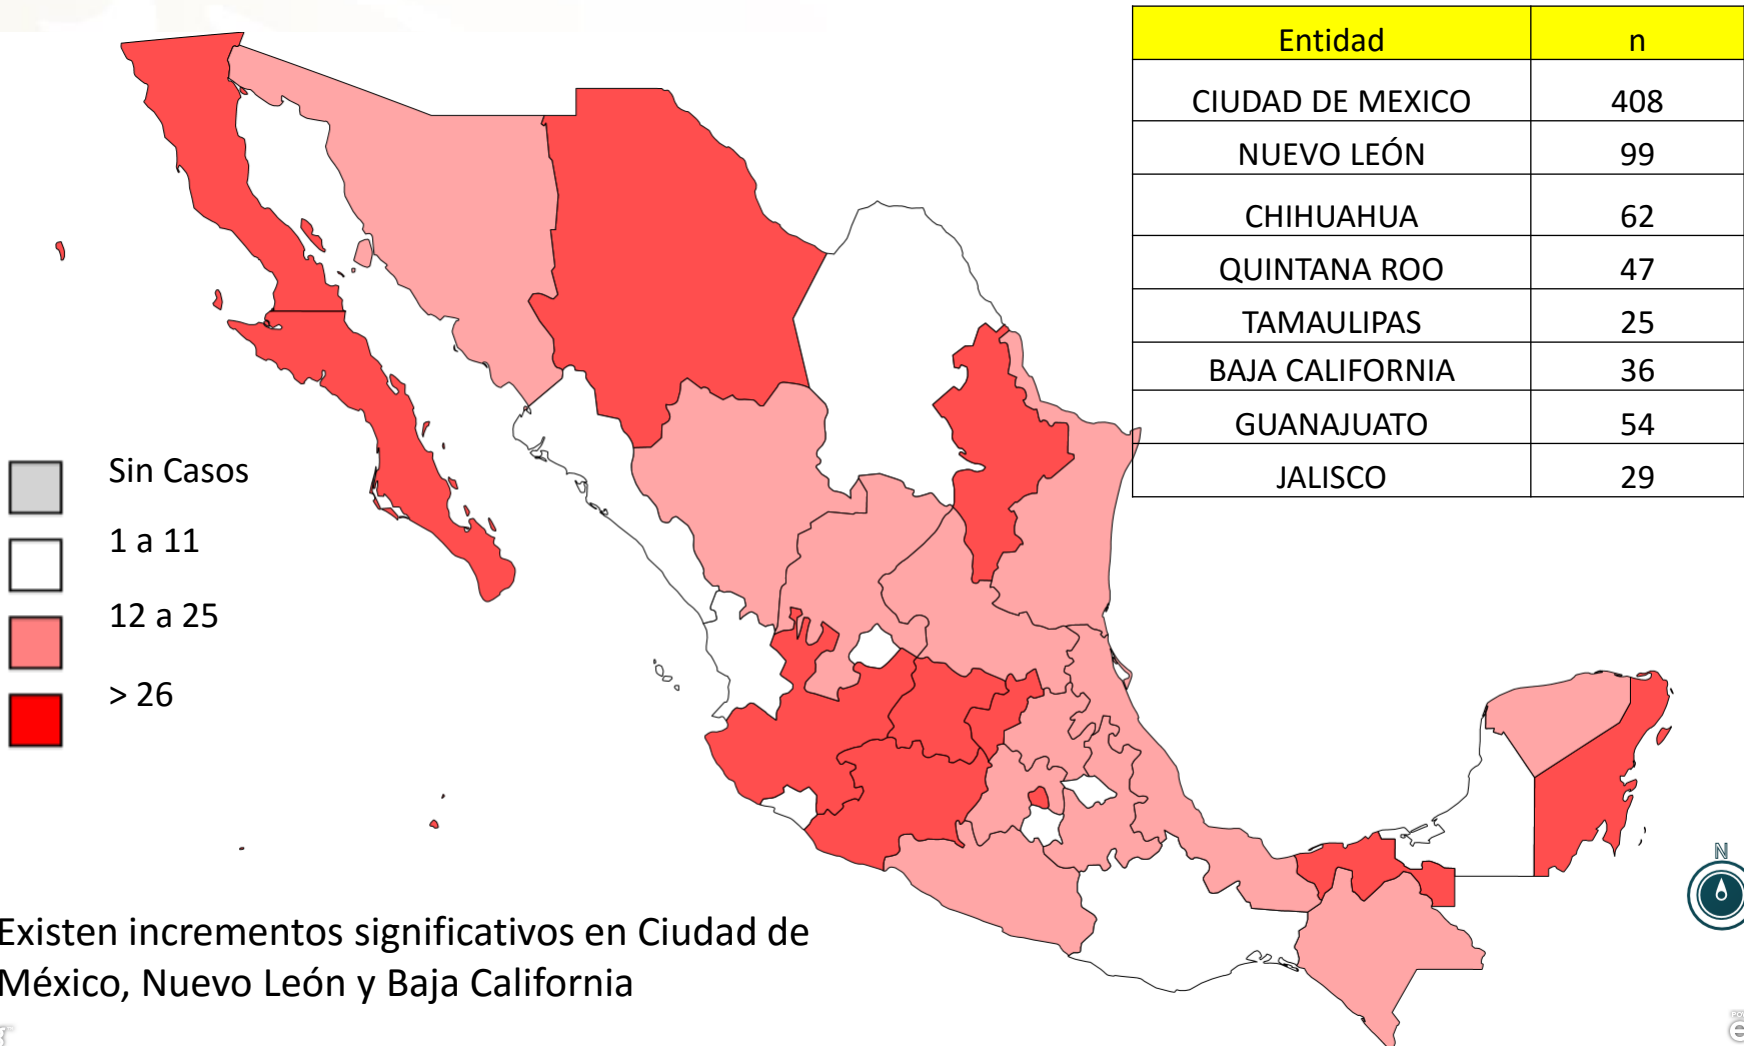 Entidad n
CIUDAD DE MEXICO 408
NUEVO LEÓN 99
CHIHUAHUA 62
QUINTANA ROO 47
TAMAULIPAS 25
BAJA CALIFORNIA 36
GUANAJUATO 54
JALISCO 29
Sin Casos
1 a 11
12 a 25
> 26
N
Existen incrementos significativos en Ciudad de
México, Nuevo León y Baja California